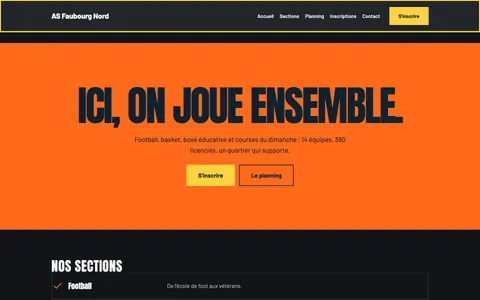 AS Faubourg Nord
Accueil Sections Planning Inscriptions Contact S'inscrire
ICI, ON JOUE ENSEMBLE.
Football, basket, boxe éducative et courses du dimanche : 14 équipes, 380
licenciés, un quartier qui supporte.
S'inscrire Le planning
NOS SECTIONS
Football De l'école de foot aux vétérans.